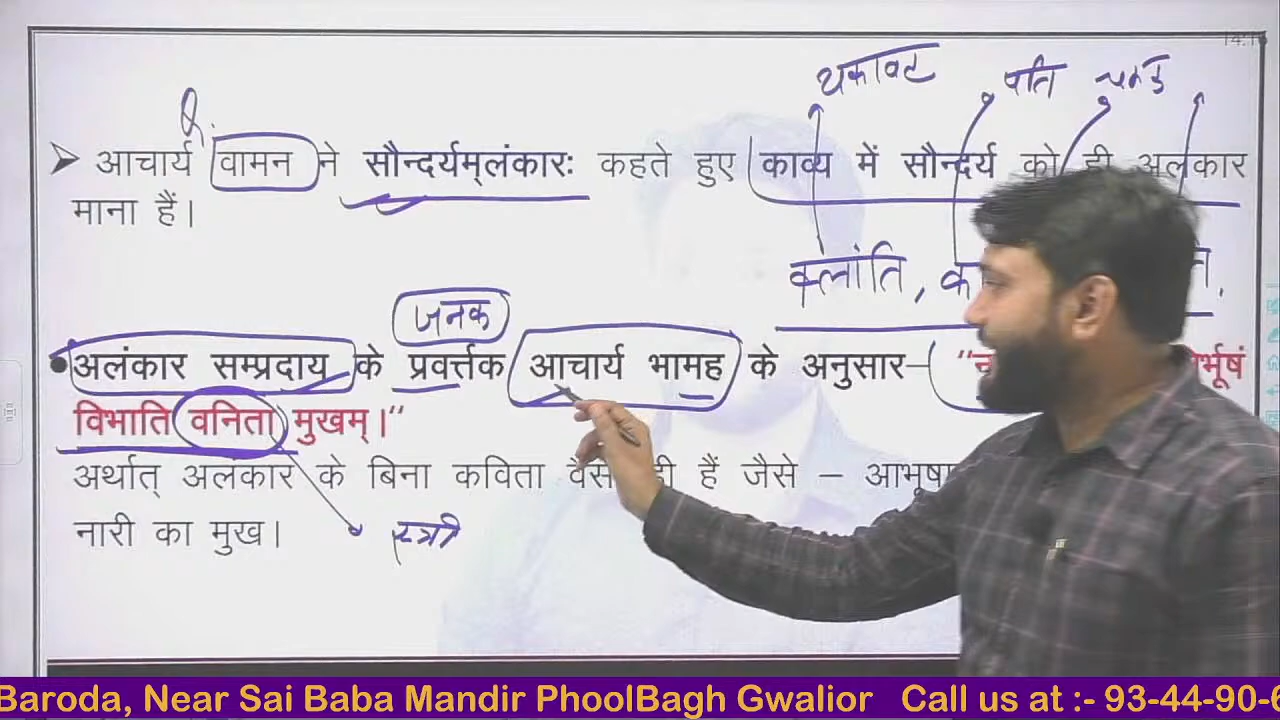 थकावट पति चमक
आचार्य वामन ने सौन्दर्यम्लंकारः कहते हुए काव्य में सौन्दर्य को ही अलंकार
माना हैं।
क्लांति,
जनक
अलंकार सम्प्रदाय के प्रवर्त्तक आचार्य भामह के अनुसार– "न र्भूषं
विभाति वनिता मुखम्।"
अर्थात् अलंकार के बिना कविता वैसे ही हैं जैसे – आभूष
नारी का मुख।
स्त्री
Baroda, Near Sai Baba Mandir PhoolBagh Gwalior Call us at :- 93-44-90-6